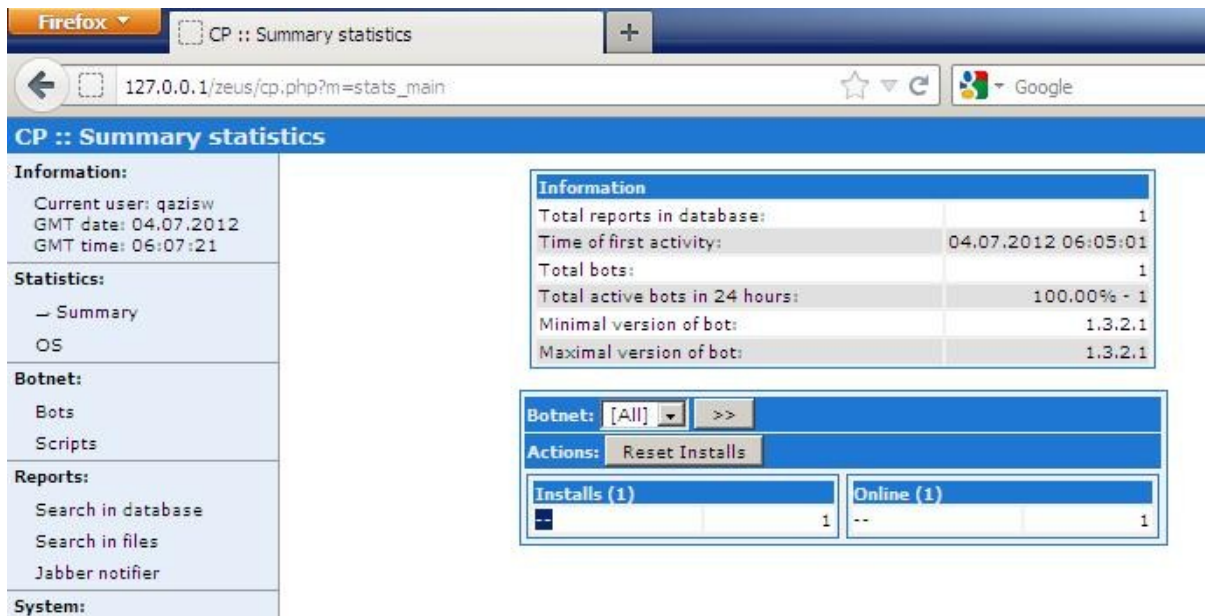 Firefox
CP :: Summary statistics
127.0.0.1/zeus/cp.php?m=stats_main
Google
CP :: Summary statistics
Information:
Current user: qazisw
GMT date: 04.07.2012
GMT time: 06:07:21
Statistics:
→ Summary
OS
Botnet:
Bots
Scripts
Reports:
Search in database
Search in files
Jabber notifier
System:
Information
Total reports in database: 1
Time of first activity: 04.07.2012 06:05:01
Total bots: 1
Total active bots in 24 hours: 100.00% - 1
Minimal version of bot: 1.3.2.1
Maximal version of bot: 1.3.2.1
Botnet: [All] >>
Actions: Reset Installs
Installs (1) Online (1)
-- 1 -- 1